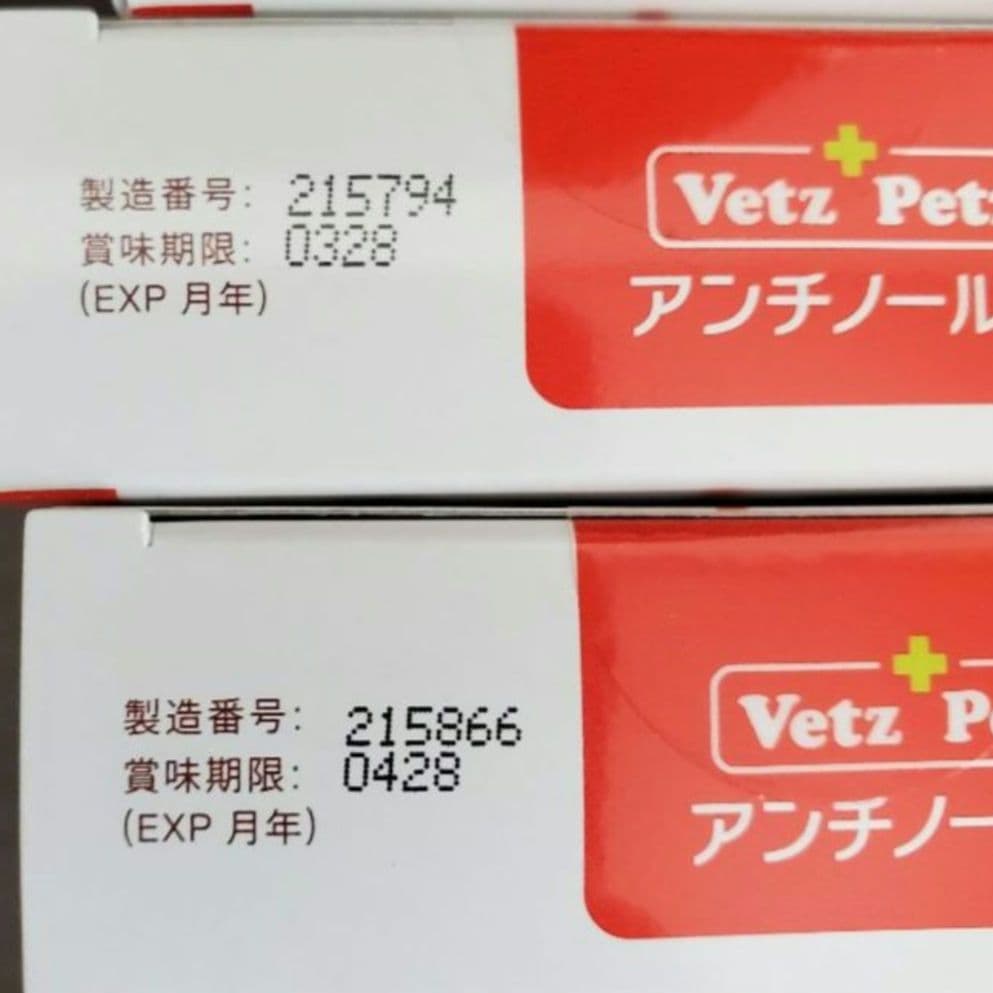 製造番号: 215794
賞味期限: 0328
(EXP 月年)
Vetz Petz
アンチノール
製造番号: 215866
賞味期限: 0428
(EXP 月年)
Vetz
アンチノー